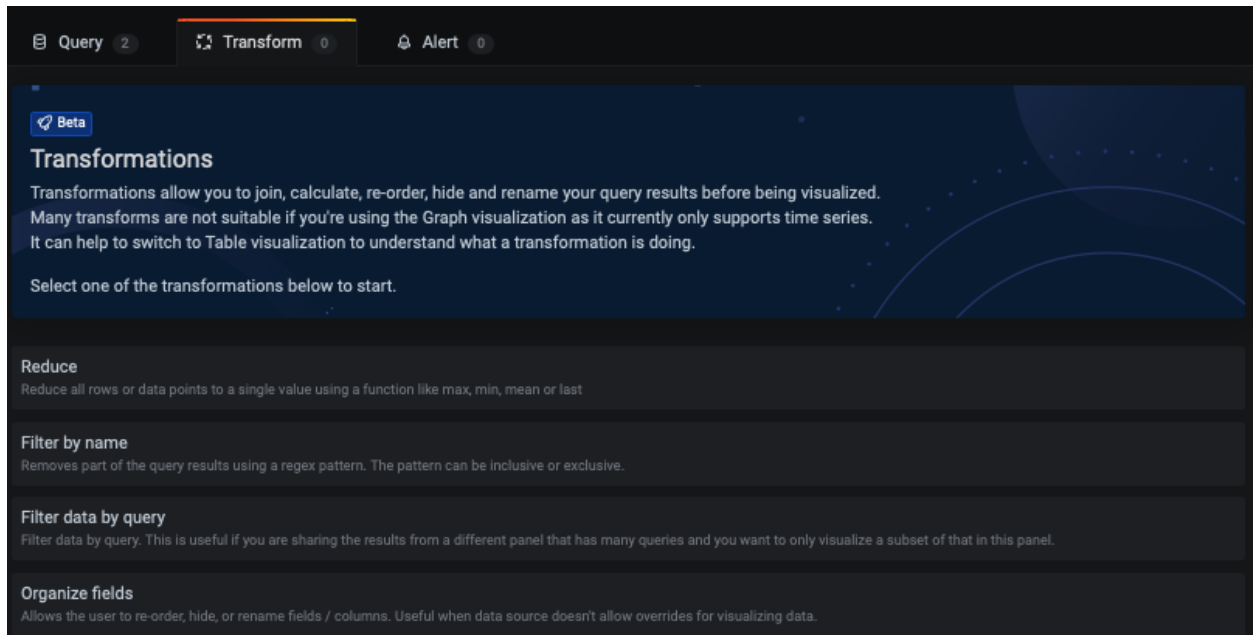 Query 2 Transform 0 Alert 0
Beta
Transformations
Transformations allow you to join, calculate, re-order, hide and rename your query results before being visualized.
Many transforms are not suitable if you're using the Graph visualization as it currently only supports time series.
It can help to switch to Table visualization to understand what a transformation is doing.
Select one of the transformations below to start.
Reduce
Reduce all rows or data points to a single value using a function like max, min, mean or last
Filter by name
Removes part of the query results using a regex pattern. The pattern can be inclusive or exclusive.
Filter data by query
Filter data by query. This is useful if you are sharing the results from a different panel that has many queries and you want to only visualize a subset of that in this panel.
Organize fields
Allows the user to re-order, hide, or rename fields / columns. Useful when data source doesn't allow overrides for visualizing data.